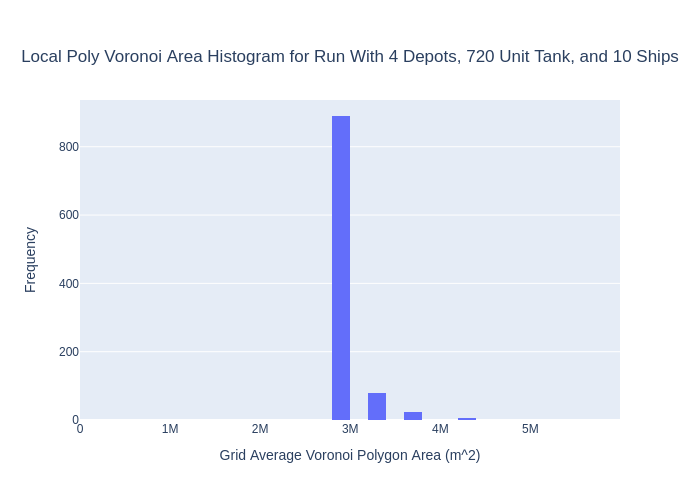 Local Poly Voronoi Area Histogram for Run With 4 Depots, 720 Unit Tank, and 10 Ships
800
600
400
200
0
Frequency
0 1M 2M 3M 4M 5M
Grid Average Voronoi Polygon Area (m^2)